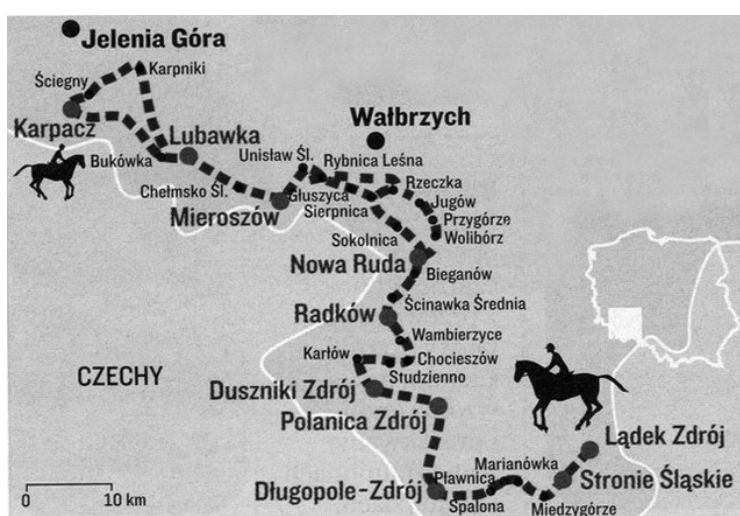 Jelenia Góra
Ściegny
Karpniki
Karpacz
Wałbrzych
Lubawka
Bukówka
Unisław Śl.
Rybnica Leśna
Rzeczka
Chełmsko Śl.
Głuszyca
Jugów
Mieroszów
Sierpnica
Przygórze
Sokolnica
Wolibórz
Nowa Ruda
Bieganów
Ścinawka Średnia
Radków
Wambierzyce
Karłów
Chocieszów
CZECHY
Studzienno
Duszniki Zdrój
Polanica Zdrój
Lądek Zdrój
Marianówka
Pławnica
Stronie Śląskie
Długopole-Zdrój
Spalona
Międzygórze
0 10 km